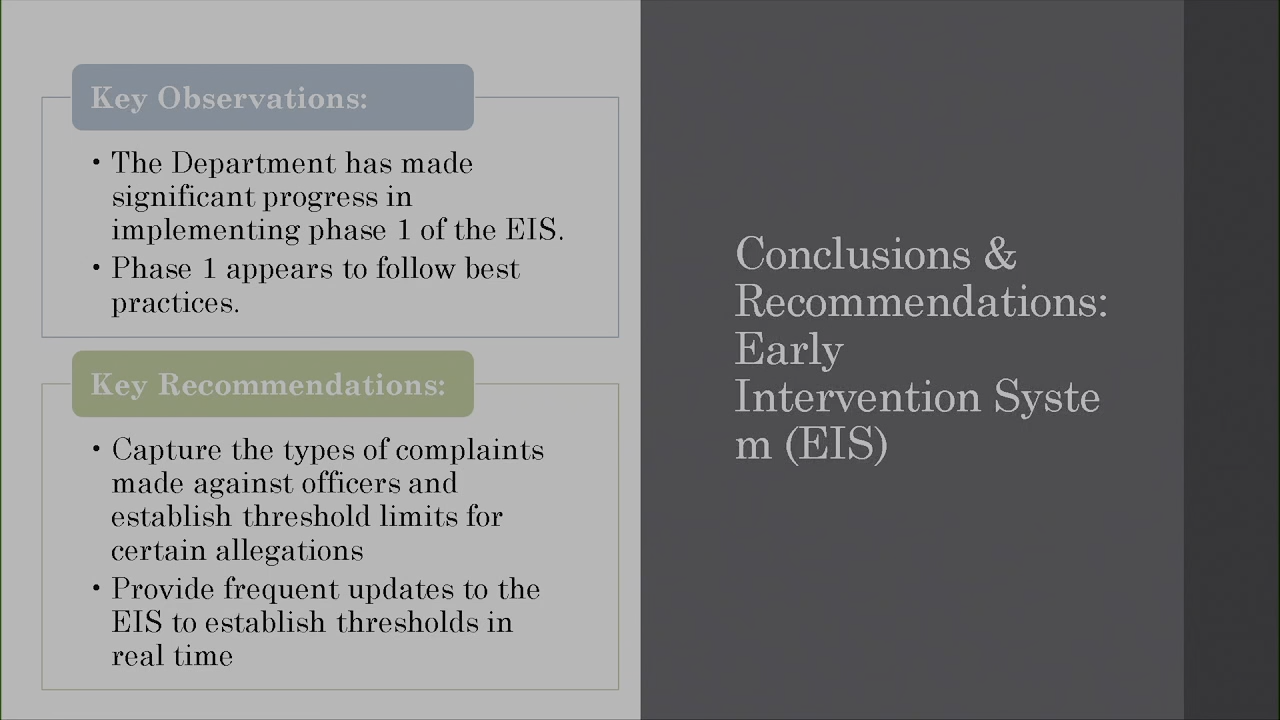 Key Observations:
• The Department has made
significant progress in
implementing phase 1 of the EIS.
• Phase 1 appears to follow best
practices.
Key Recommendations:
• Capture the types of complaints
made against officers and
establish threshold limits for
certain allegations
• Provide frequent updates to the
EIS to establish thresholds in
real time
Conclusions &
Recommendations:
Early
Intervention Syste
m (EIS)